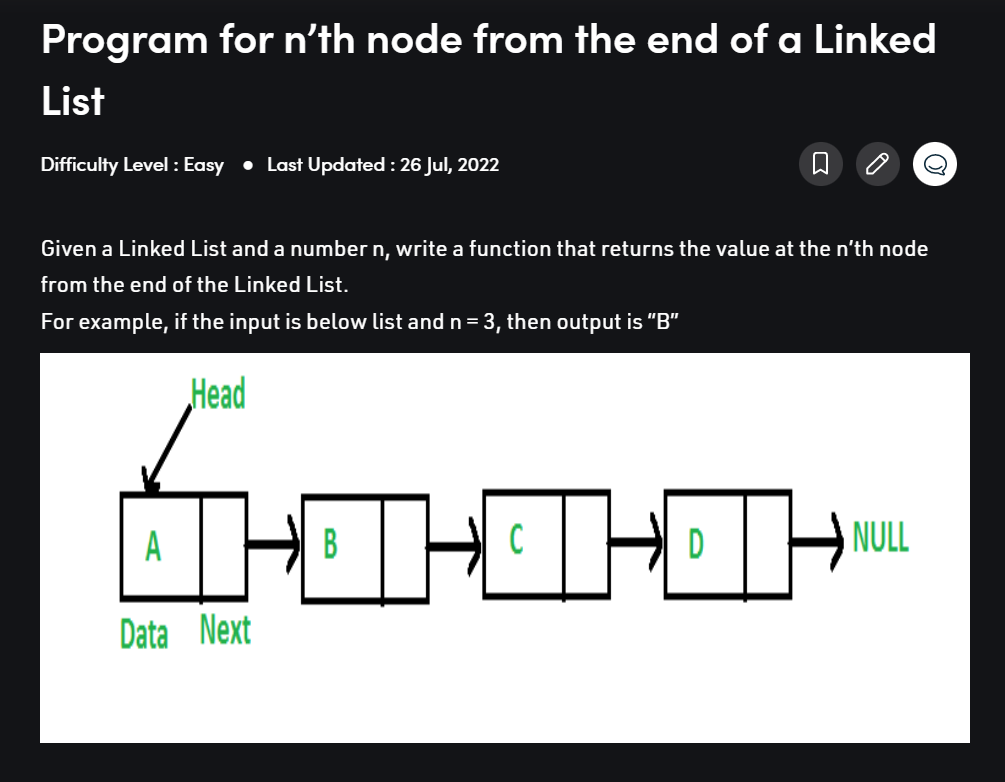 Program for n’th node from the end of a Linked
List
Difficulty Level : Easy ● Last Updated : 26 Jul, 2022
Given a Linked List and a number n, write a function that returns the value at the n’th node
from the end of the Linked List.
For example, if the input is below list and n = 3, then output is “B”
Head
A B C D NULL
Data Next